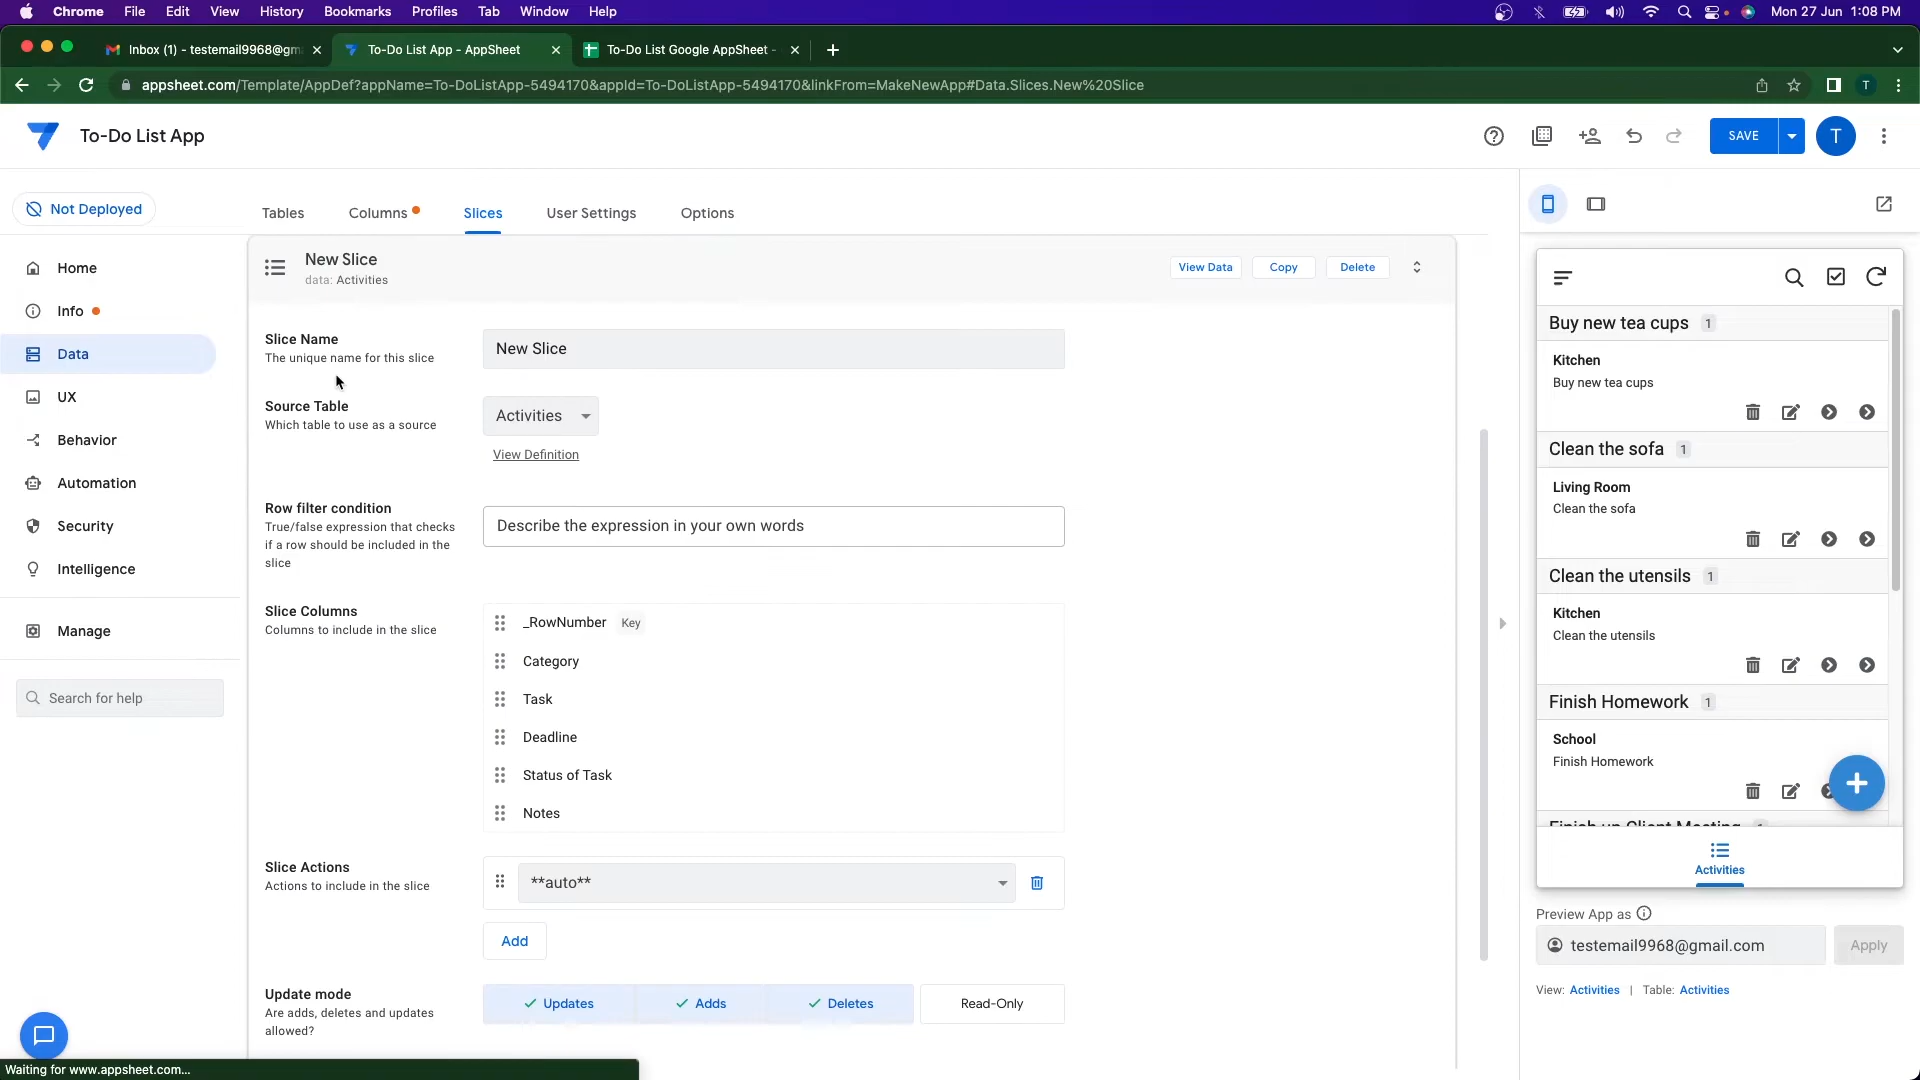 Chrome File Edit View History Bookmarks Profiles Tab Window Help Mon 27 Jun 1:08 PM
Inbox (1) - testemail9968@gm To-Do List App - AppSheet To-Do List Google AppSheet -
appsheet.com/Template/AppDef?appName=To-DoListApp-5494170&appId=To-DoListApp-5494170&linkFrom=MakeNewApp#Data.Slices.New%20Slice T
To-Do List App SAVE T
Not Deployed
Home
Info
Data
UX
Behavior
Automation
Security
Intelligence
Manage
Search for help
Tables Columns Slices User Settings Options
New Slice
data: Activities
View Data Copy Delete
Slice Name
The unique name for this slice
New Slice
Source Table
Which table to use as a source
Activities
View Definition
Row filter condition
True/false expression that checks
if a row should be included in the
slice
Describe the expression in your own words
Slice Columns
Columns to include in the slice
_RowNumber Key
Category
Task
Deadline
Status of Task
Notes
Slice Actions
Actions to include in the slice
**auto**
Add
Update mode
Are adds, deletes and updates
allowed?
Updates Adds Deletes Read-Only
Buy new tea cups 1
Kitchen
Buy new tea cups
Clean the sofa 1
Living Room
Clean the sofa
Clean the utensils 1
Kitchen
Clean the utensils
Finish Homework 1
School
Finish Homework
Finish up Client Meeting
Activities
Preview App as
testemail9968@gmail.com Apply
View: Activities | Table: Activities
Waiting for www.appsheet.com...